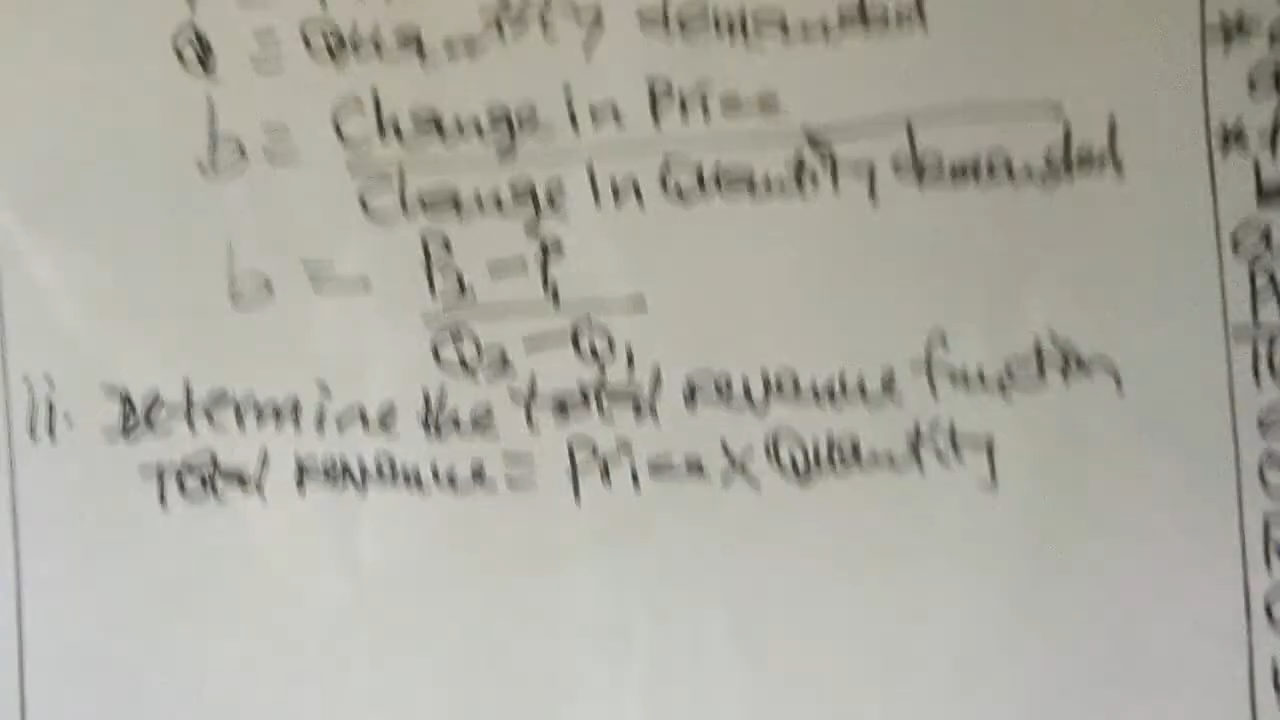 Q = Quantity demanded
b = Change In Price
Change In Quantity demanded
b = P2 - P1
Q2 - Q1
ii. Determine the total revenue function
Total revenue = Price x Quantity